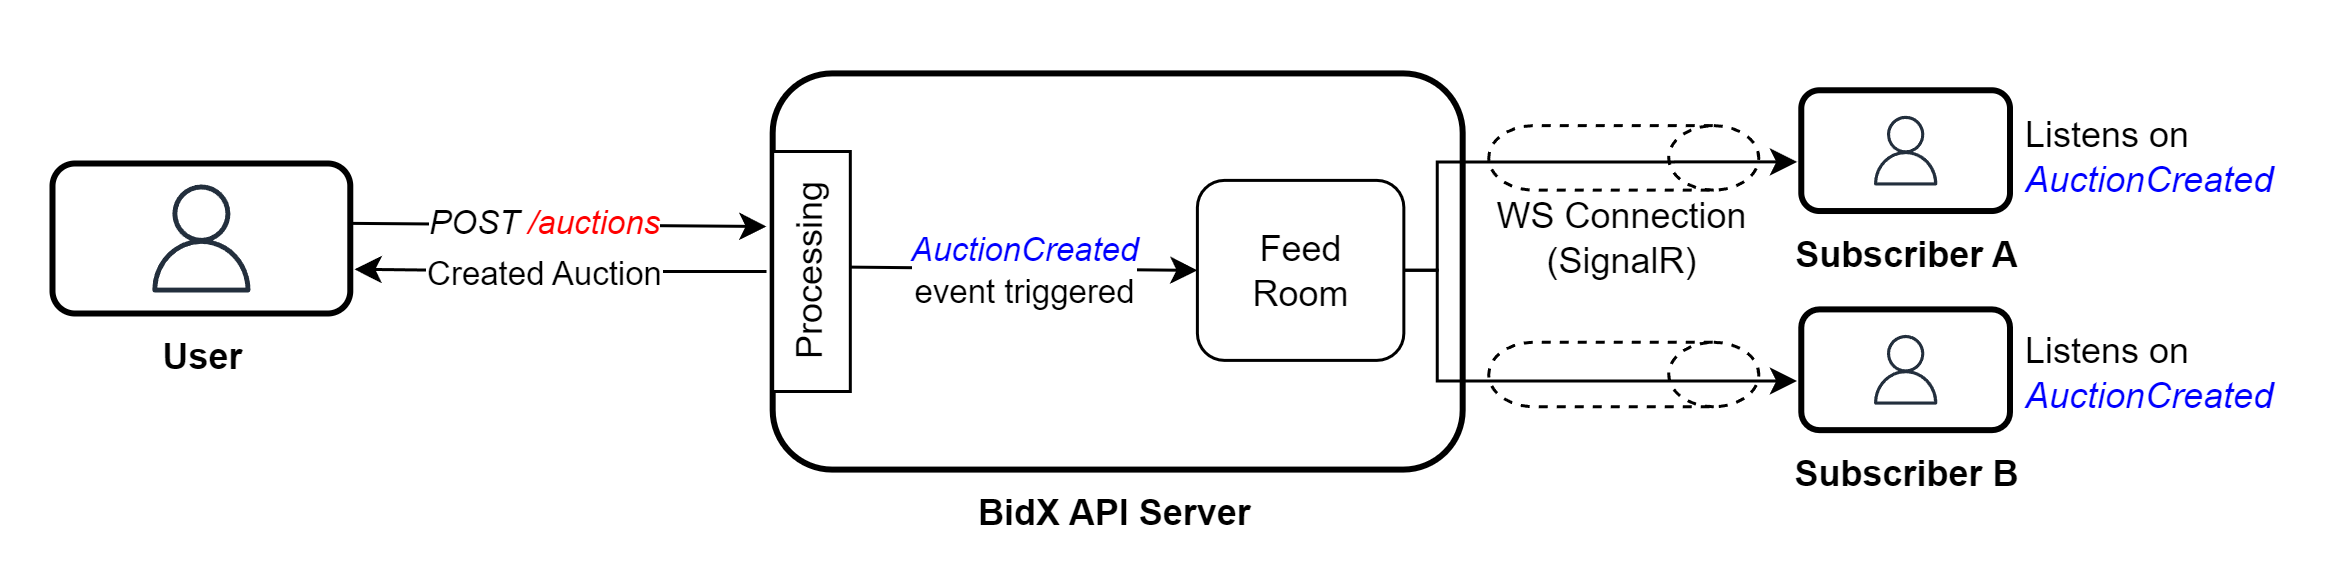 User
POST /auctions
Created Auction
Processing
AuctionCreated
event triggered
Feed
Room
BidX API Server
WS Connection
(SignalR)
Listens on
AuctionCreated
Subscriber A
Listens on
AuctionCreated
Subscriber B